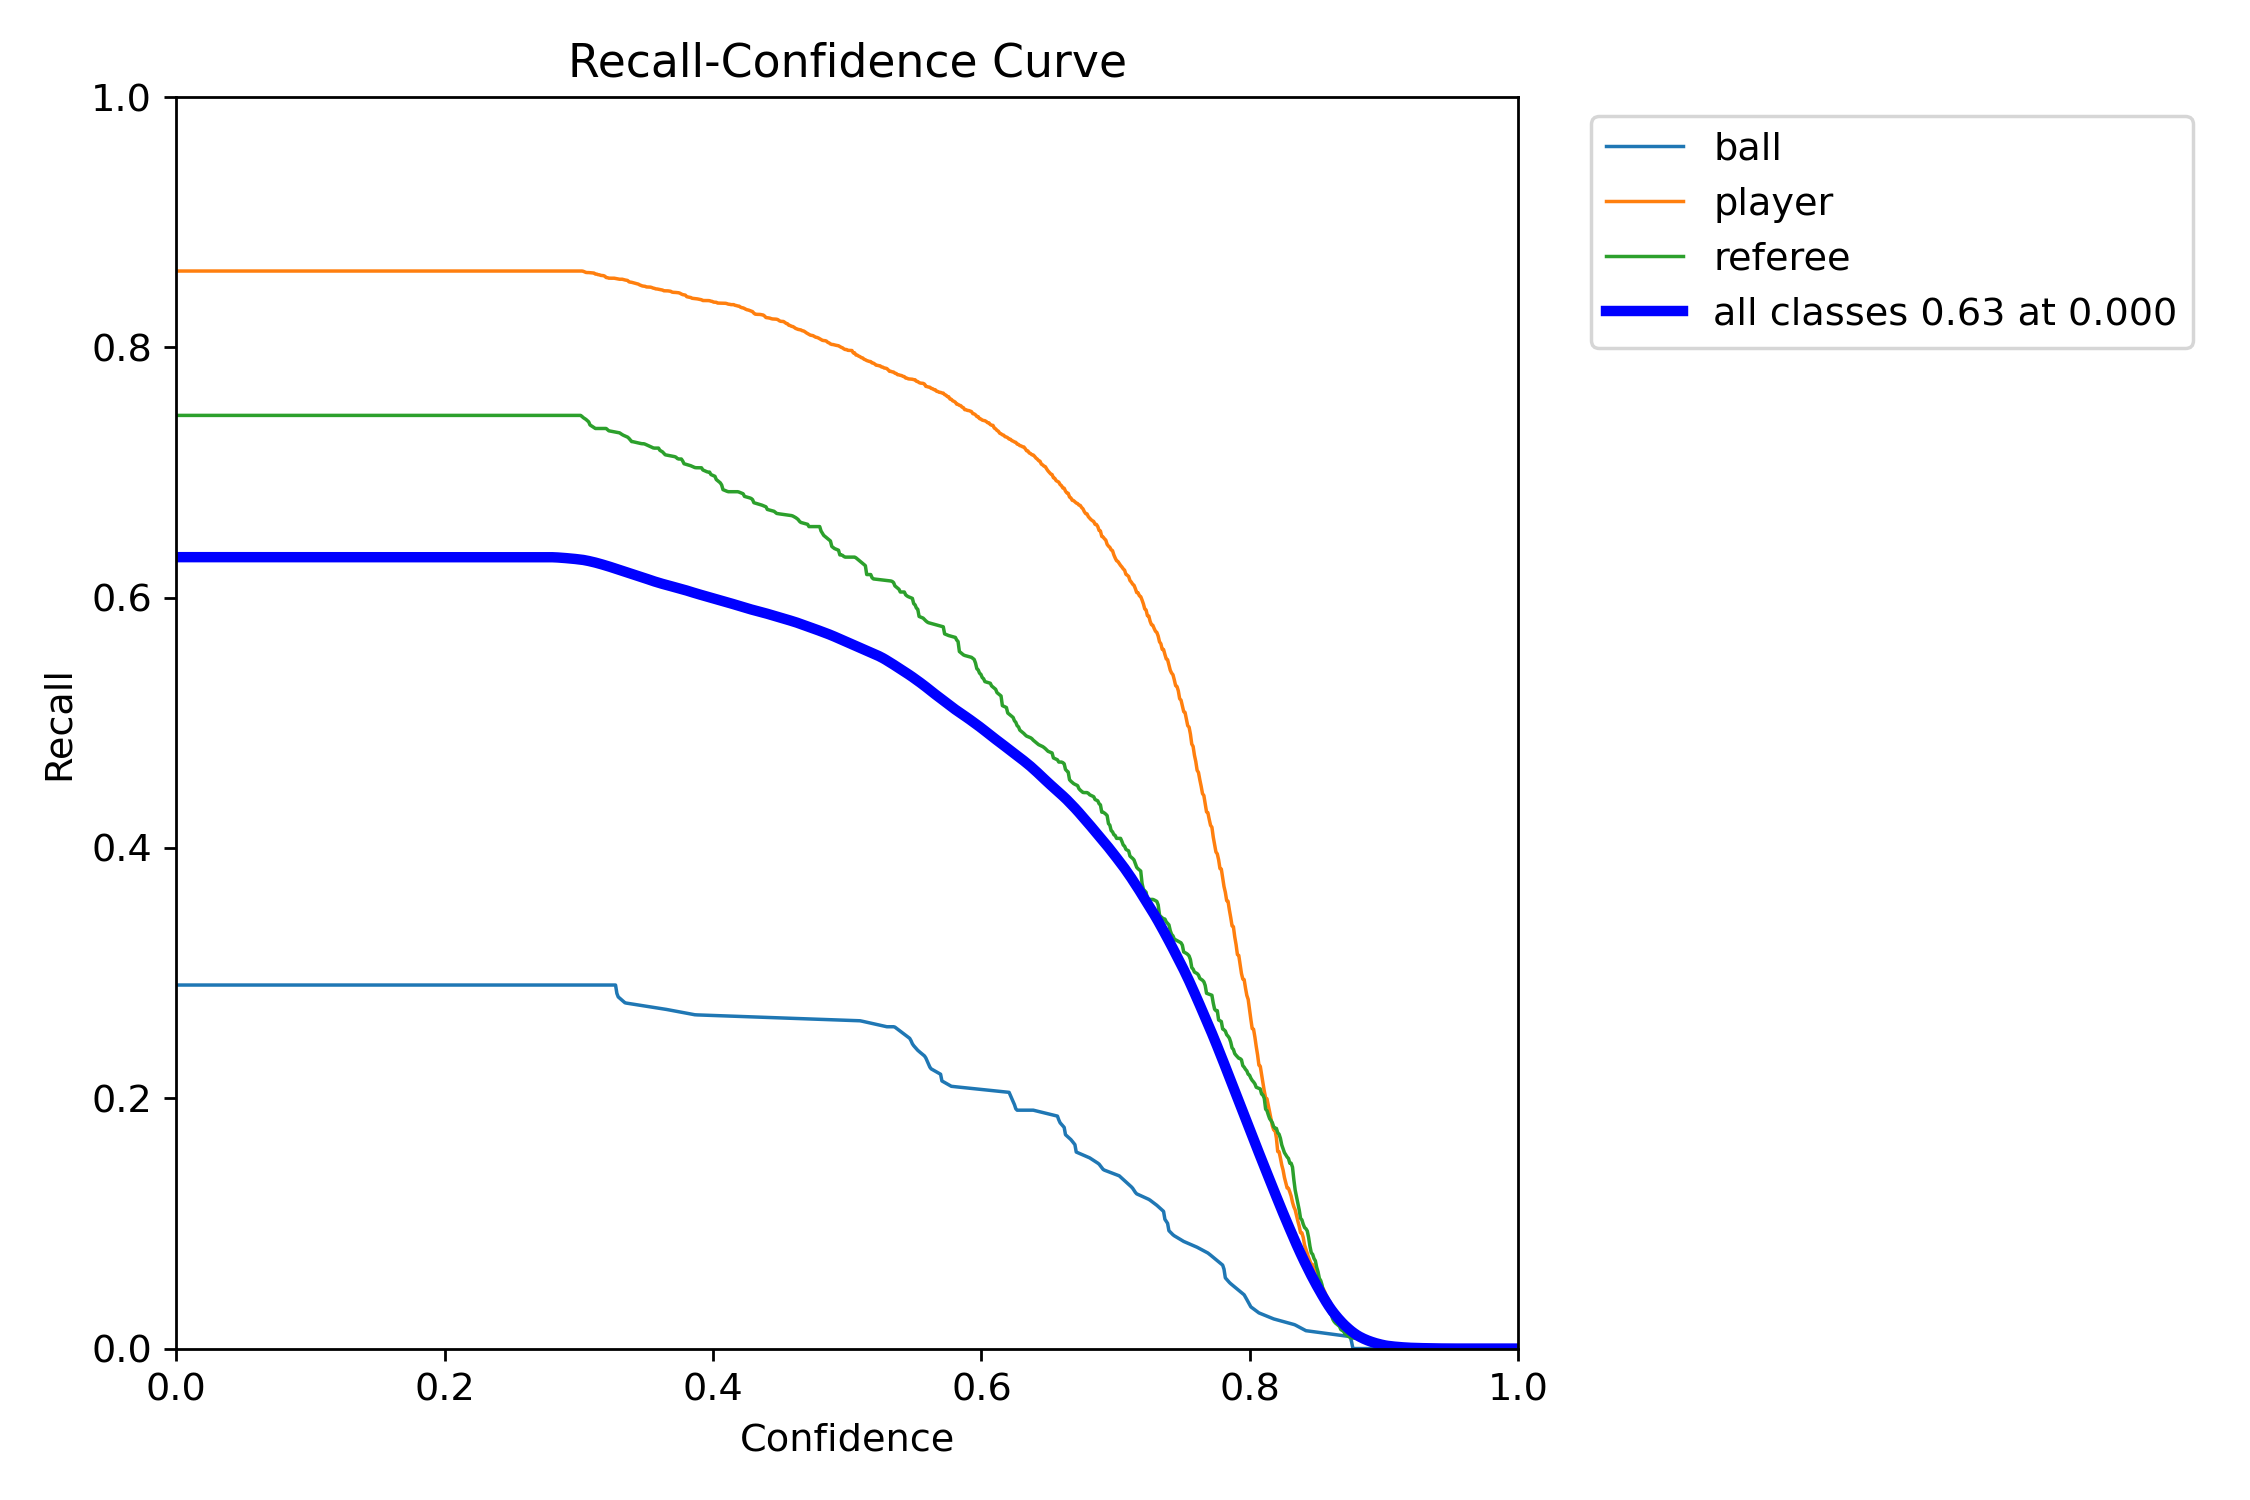 Recall-Confidence Curve
1.0
0.8
0.6
0.4
0.2
0.0
Recall
0.0 0.2 0.4 0.6 0.8 1.0
Confidence
ball
player
referee
all classes 0.63 at 0.000